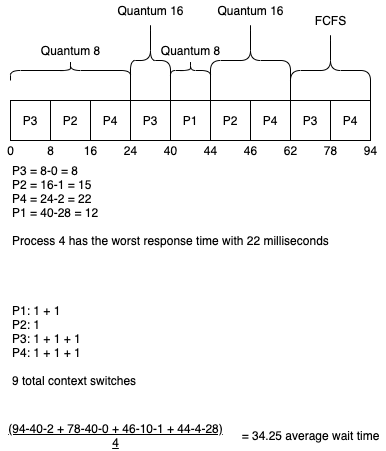 Quantum 16 Quantum 16
FCFS
Quantum 8 Quantum 8
P3 P2 P4 P3 P1 P2 P4 P3 P4
0 8 16 24 40 44 46 62 78 94
P3 = 8-0 = 8
P2 = 16-1 = 15
P4 = 24-2 = 22
P1 = 40-28 = 12
Process 4 has the worst response time with 22 milliseconds
P1: 1 + 1
P2: 1
P3: 1 + 1 + 1
P4: 1 + 1 + 1
9 total context switches
(94-40-2 + 78-40-0 + 46-10-1 + 44-4-28) = 34.25 average wait time
4